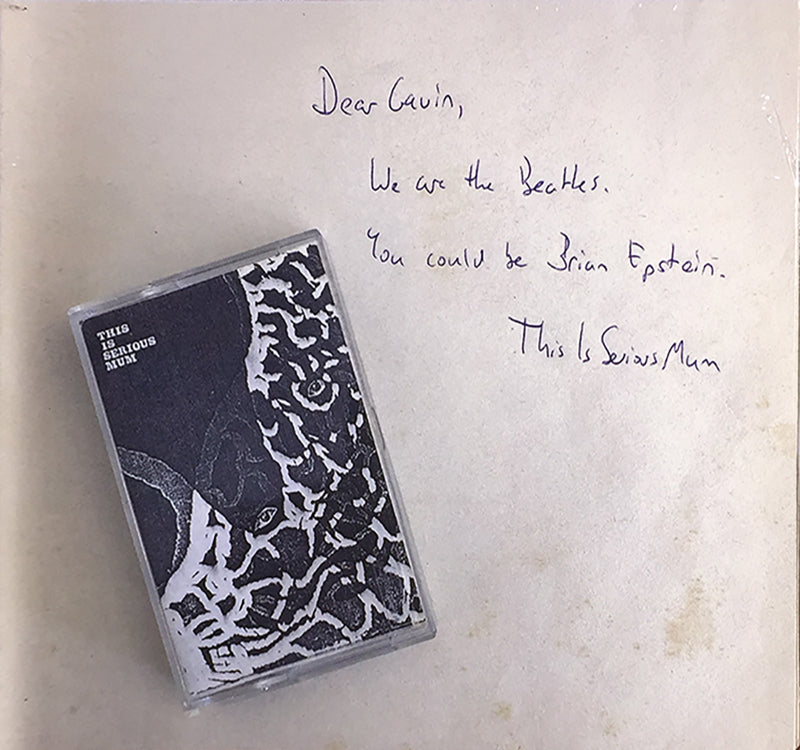 Dear Gavin,
We are the Beatles.
You could be Brian Epstein.
This Is Serious Mum
THIS
IS
SERIOUS
MUM